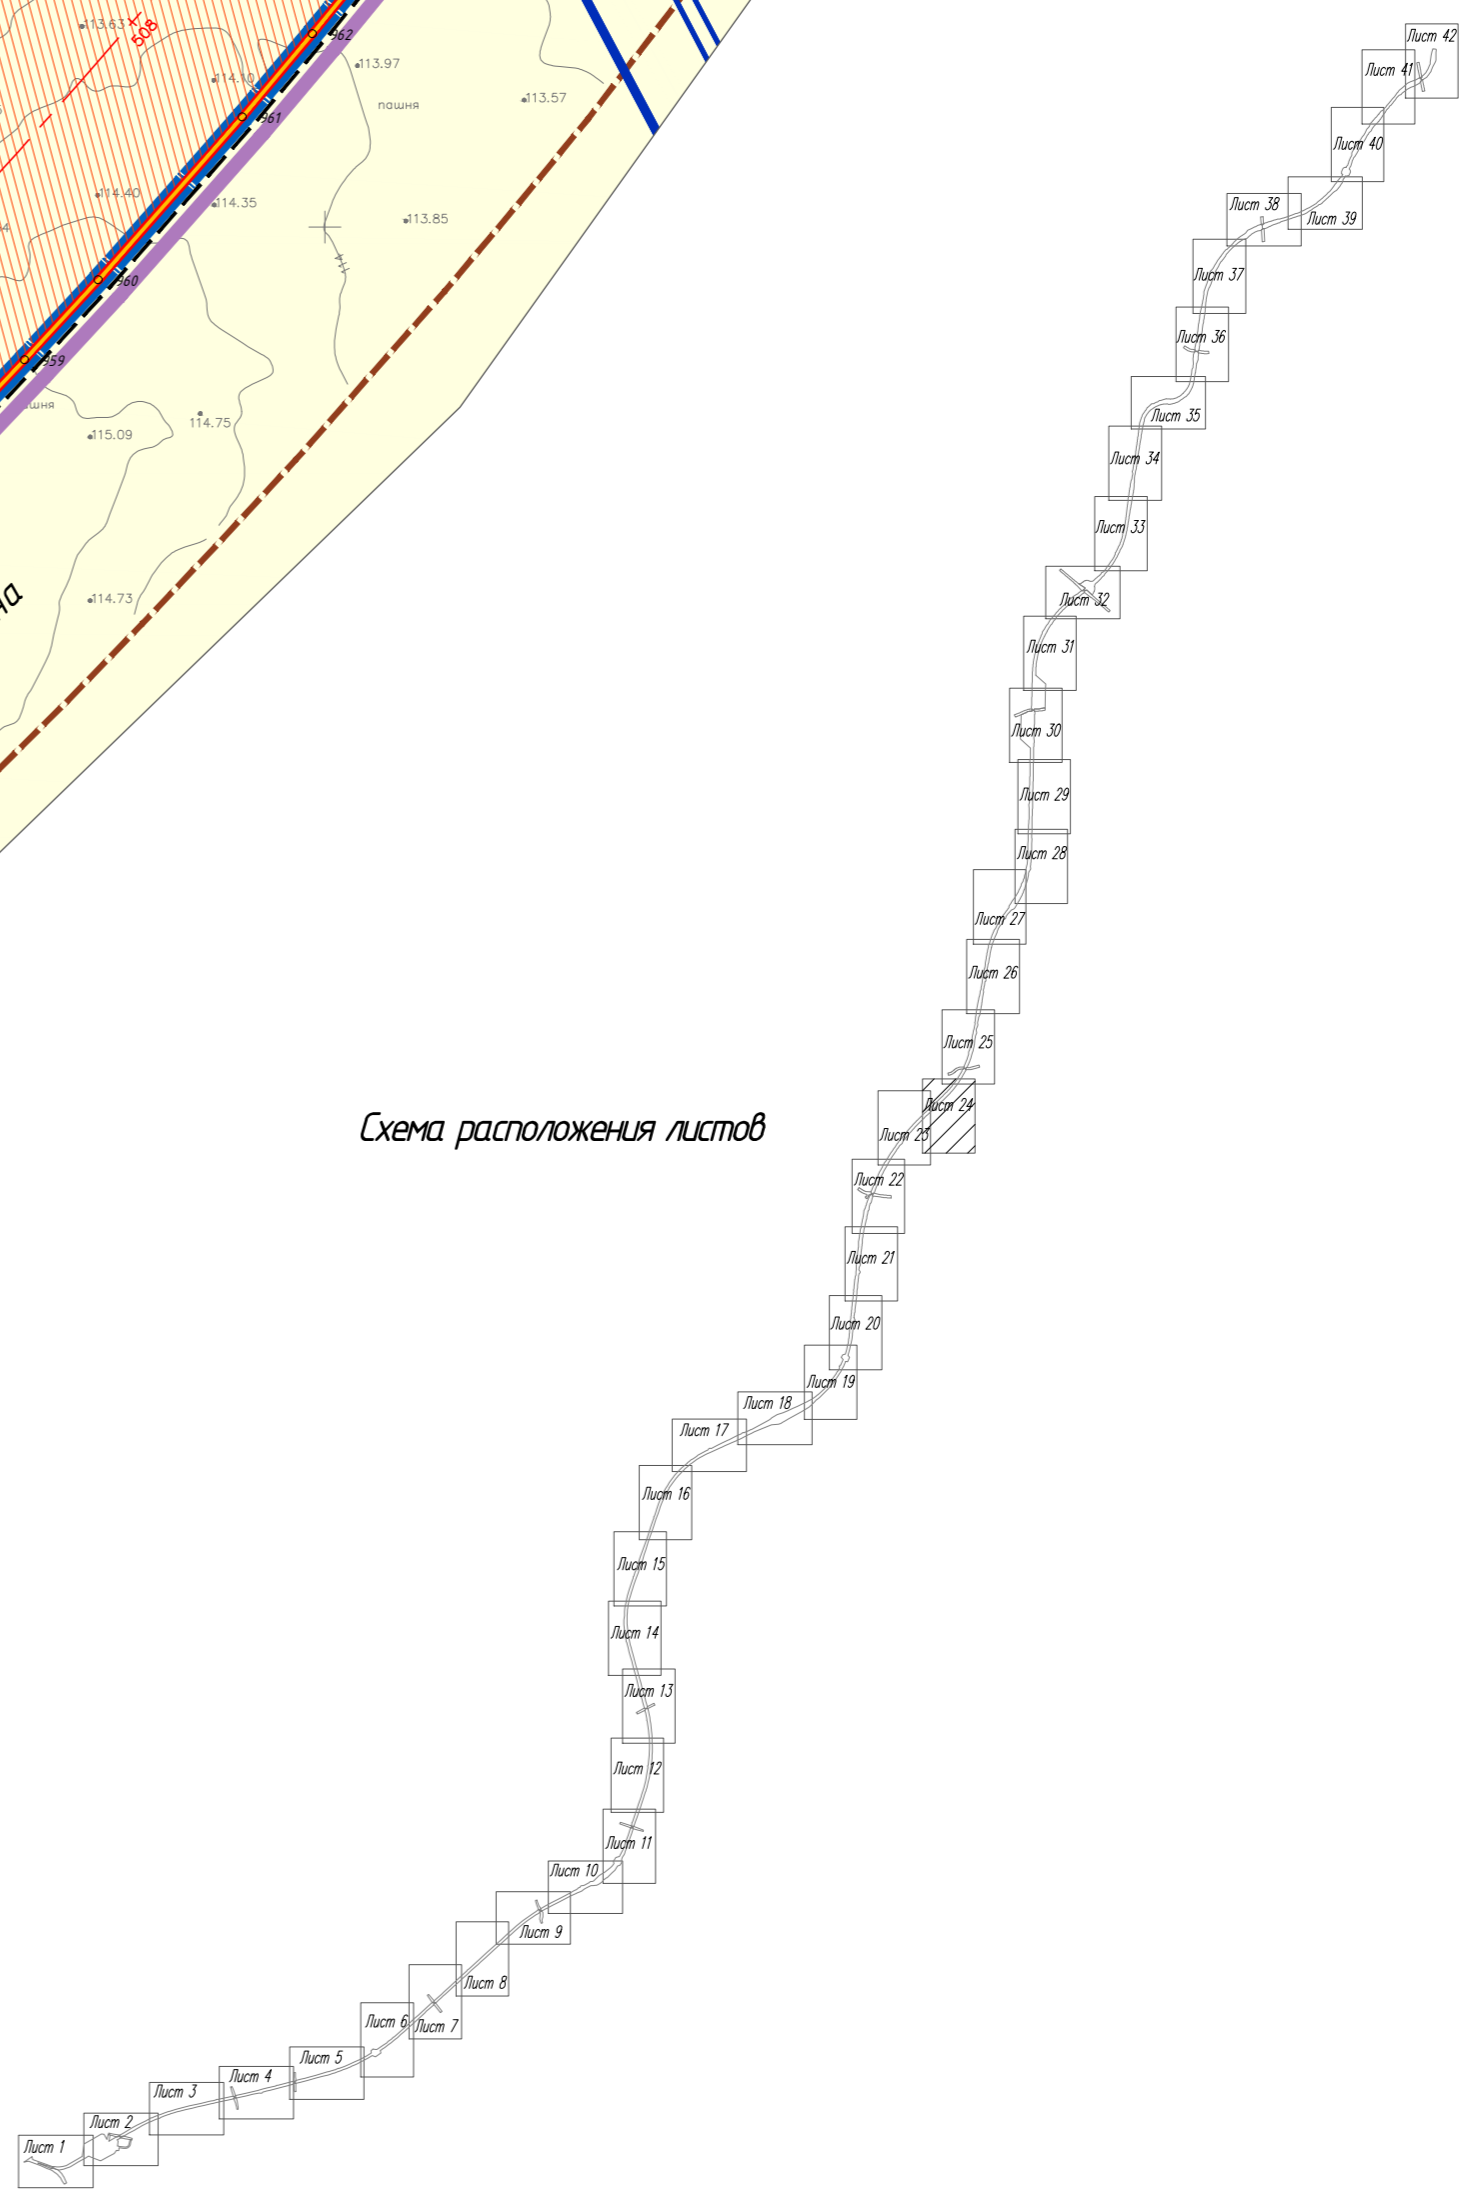 113.63
508
962
113.97
114.10
113.57
пашня
961
114.40
114.35
113.85
960
959
шня
114.75
115.09
114.73
на
Схема расположения листов
Лист 42
Лист 41
Лист 40
Лист 39
Лист 38
Лист 37
Лист 36
Лист 35
Лист 34
Лист 33
Лист 32
Лист 31
Лист 30
Лист 29
Лист 28
Лист 27
Лист 26
Лист 25
Лист 24
Лист 23
Лист 22
Лист 21
Лист 20
Лист 19
Лист 18
Лист 17
Лист 16
Лист 15
Лист 14
Лист 13
Лист 12
Лист 11
Лист 10
Лист 9
Лист 8
Лист 7
Лист 6
Лист 5
Лист 4
Лист 3
Лист 2
Лист 1